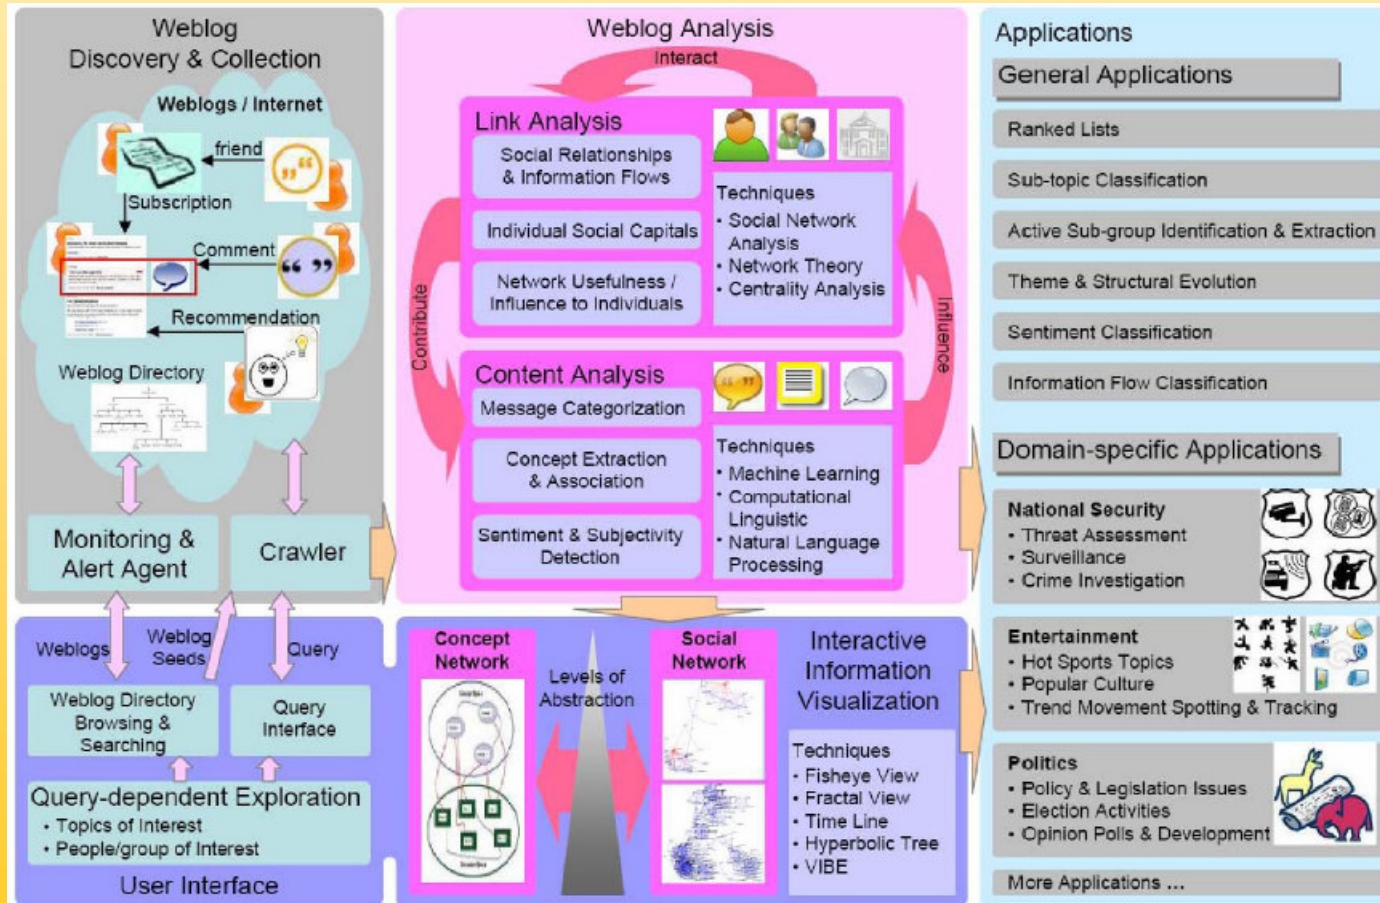 Weblog
Discovery & Collection
Weblogs / Internet
friend
Subscription
Comment
Recommendation
Weblog Directory
Monitoring &
Alert Agent
Crawler
Weblogs
Weblog
Seeds
Query
Weblog Directory
Browsing &
Searching
Query
Interface
Query-dependent Exploration
• Topics of Interest
• People/group of Interest
User Interface
Weblog Analysis
Interact
Contribute
Influence
Link Analysis
Social Relationships
& Information Flows
Individual Social Capitals
Network Usefulness /
Influence to Individuals
Techniques
• Social Network
Analysis
• Network Theory
• Centrality Analysis
Content Analysis
Message Categorization
Concept Extraction
& Association
Sentiment & Subjectivity
Detection
Techniques
• Machine Learning
• Computational
Linguistic
• Natural Language
Processing
Concept
Network
Levels of
Abstraction
Social
Network
Interactive
Information
Visualization
Techniques
• Fisheye View
• Fractal View
• Time Line
• Hyperbolic Tree
• VIBE
Applications
General Applications
Ranked Lists
Sub-topic Classification
Active Sub-group Identification & Extraction
Theme & Structural Evolution
Sentiment Classification
Information Flow Classification
Domain-specific Applications
National Security
• Threat Assessment
• Surveillance
• Crime Investigation
Entertainment
• Hot Sports Topics
• Popular Culture
• Trend Movement Spotting & Tracking
Politics
• Policy & Legislation Issues
• Election Activities
• Opinion Polls & Development
More Applications ...